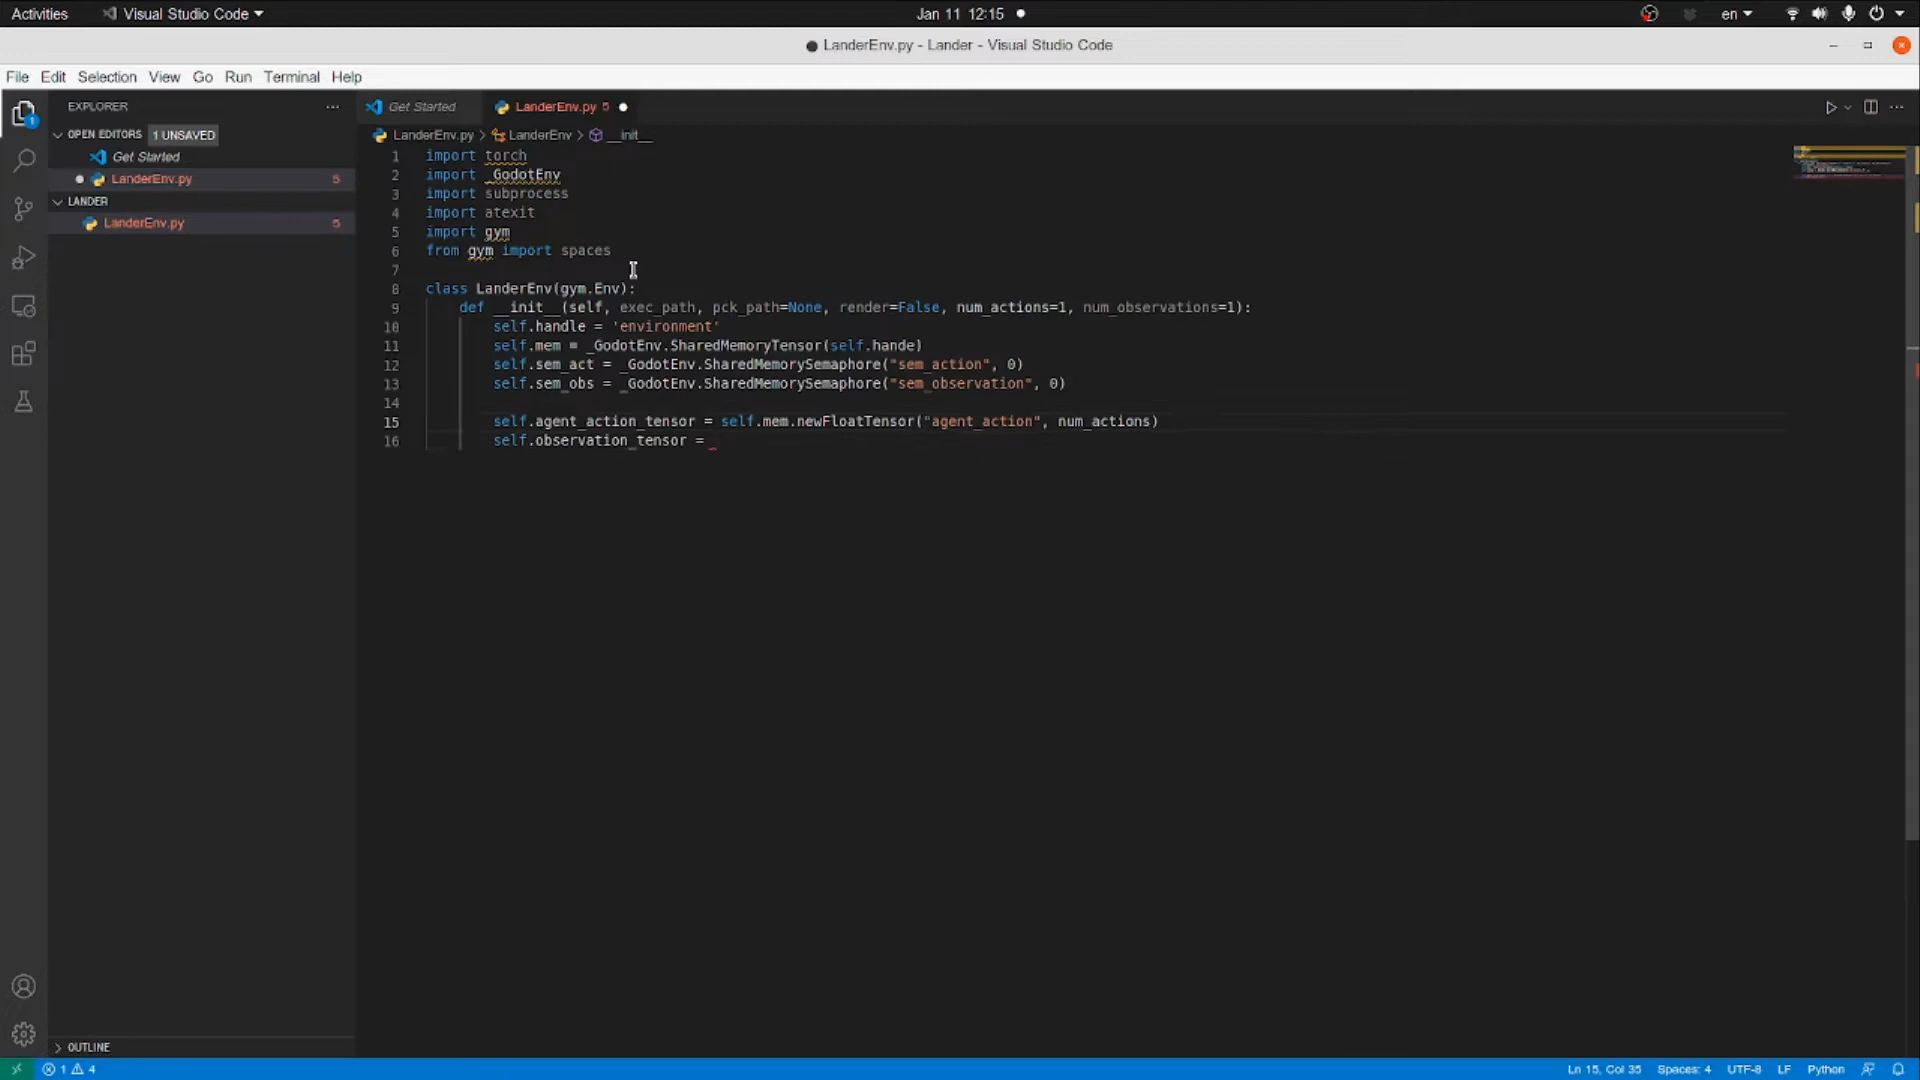 Activities
Visual Studio Code
Jan 11 12:15
en
LanderEnv.py - Lander - Visual Studio Code
File Edit Selection View Go Run Terminal Help
EXPLORER
Get Started
LanderEnv.py 5
OPEN EDITORS 1 UNSAVED
LanderEnv.py > LanderEnv > __init__
Get Started
LanderEnv.py 5
LANDER
LanderEnv.py 5
1
1 import torch
2 import _GodotEnv
3 import subprocess
4 import atexit
5 import gym
6 from gym import spaces
7
8 class LanderEnv(gym.Env):
9 def __init__(self, exec_path, pck_path=None, render=False, num_actions=1, num_observations=1):
10 self.handle = 'environment'
11 self.mem = _GodotEnv.SharedMemoryTensor(self.hande)
12 self.sem_act = _GodotEnv.SharedMemorySemaphore("sem_action", 0)
13 self.sem_obs = _GodotEnv.SharedMemorySemaphore("sem_observation", 0)
14
15 self.agent_action_tensor = self.mem.newFloatTensor("agent_action", num_actions)
16 self.observation_tensor =
OUTLINE
1 4
Ln 15, Col 35 Spaces: 4 UTF-8 LF Python